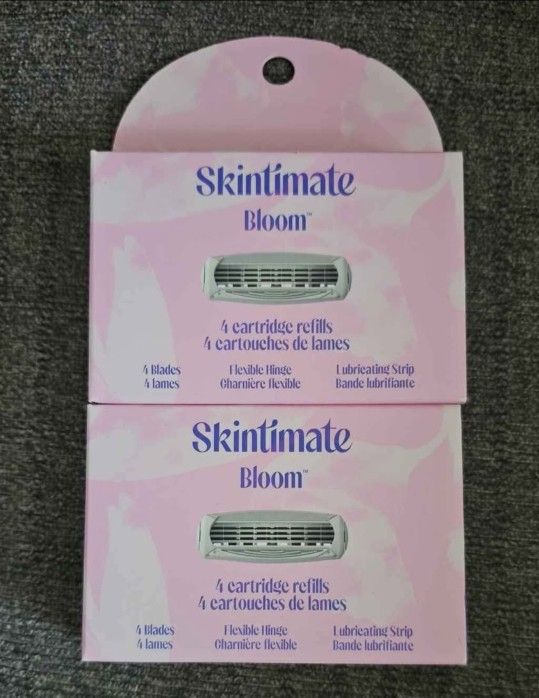 Skintimate
Bloom™
4 cartridge refills
4 cartouches de lames
4 Blades Flexible Hinge Lubricating Strip
4 lames Charnière flexible Bande lubrifiante
Skintimate
Bloom™
4 cartridge refills
4 cartouches de lames
4 Blades Flexible Hinge Lubricating Strip
4 lames Charnière flexible Bande lubrifiante